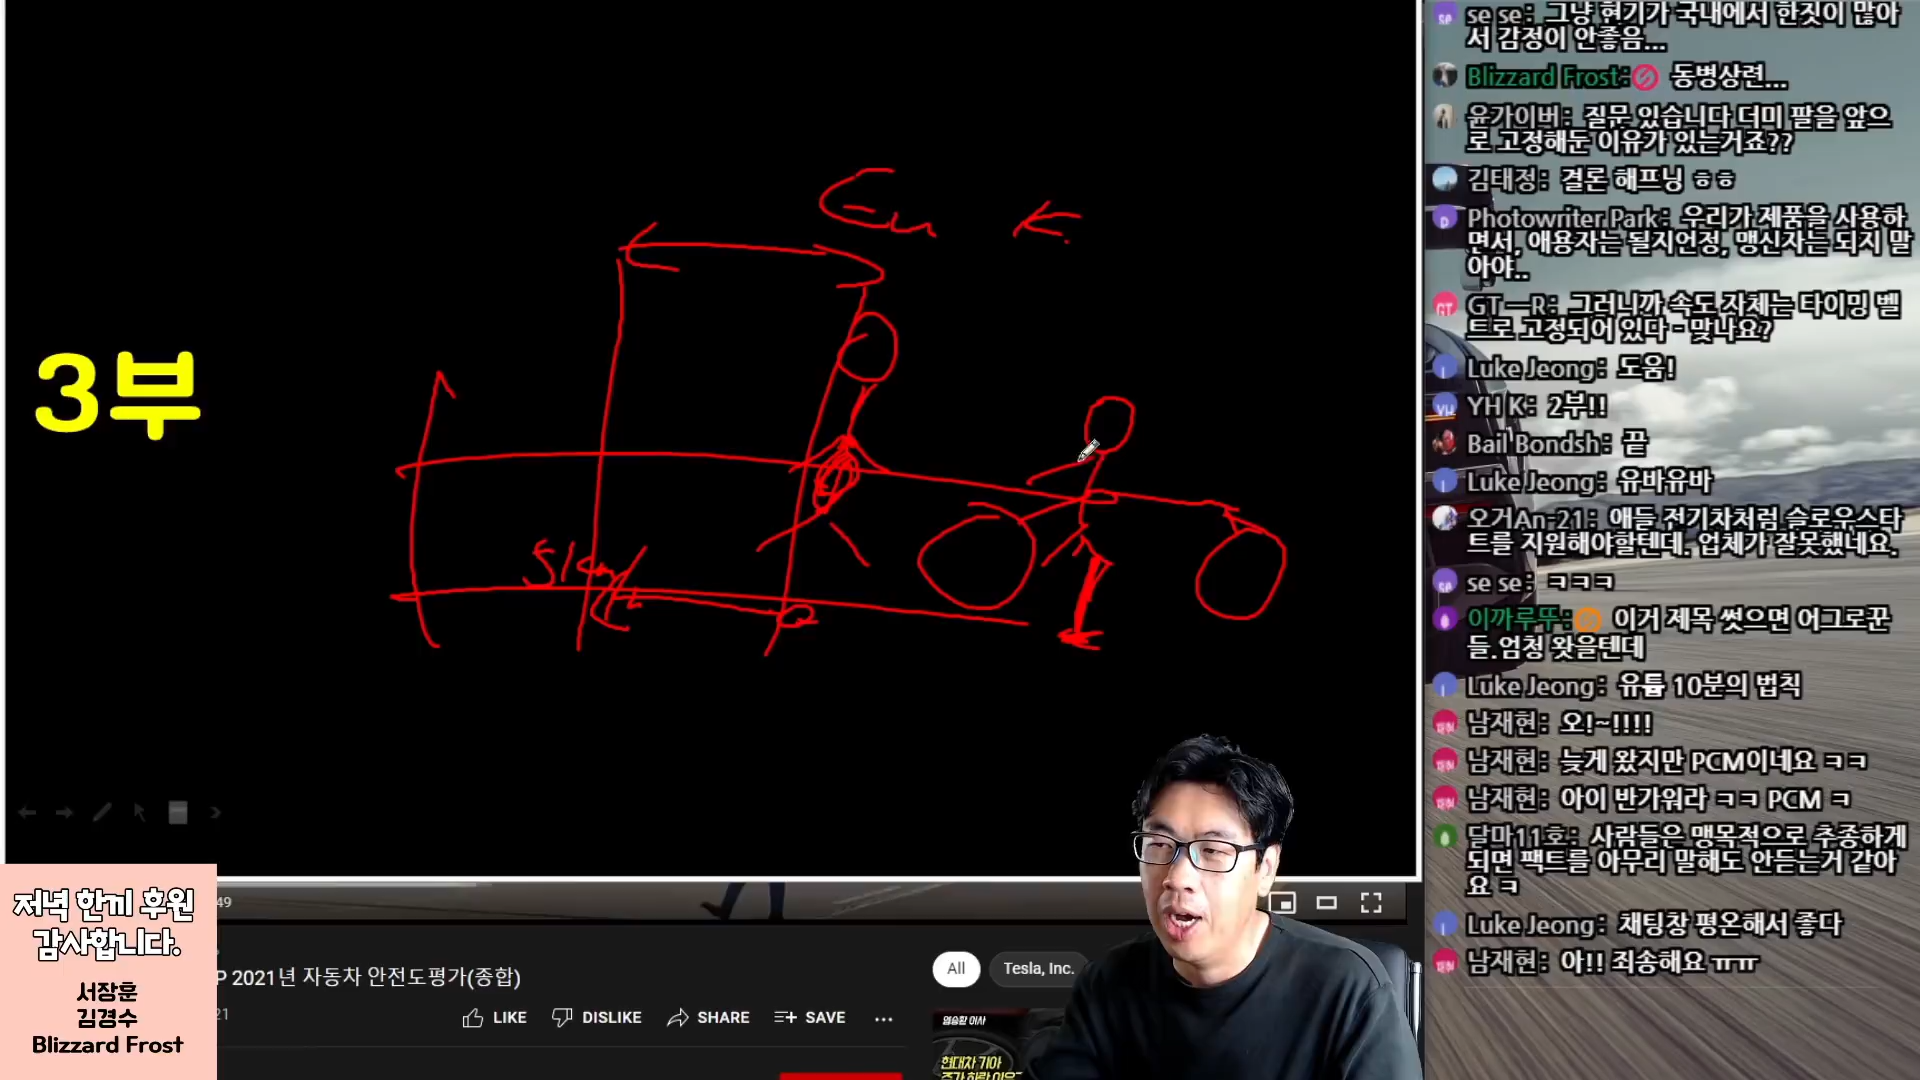 3부
Eu K
Start
저녁 한끼 후원
감사합니다.
서장훈
김경수
Blizzard Frost
49
P 2021년 자동차 안전도평가(종합)
21
LIKE
DISLIKE
SHARE
SAVE
All
Tesla, Inc.
염승환 이사
현대차 기아
se se: 그냥 현기가 국내에서 한짓이 많아
서 감정이 안좋음...
Blizzard Frost: 동병상련...
윤가이버: 질문 있습니다 더미 팔을 앞으
로 고정해둔 이유가 있는거죠??
김태정: 결론 해프닝 ㅎㅎ
Photowriter Park: 우리가 제품을 사용하
면서, 애용자는 될지언정, 맹신자는 되지 말
아야..
GT—R: 그러니까 속도 자체는 타이밍 벨
트로 고정되어 있다 - 맞나요?
Luke Jeong: 도움!
YH K: 2부!!
Bail Bondsh: 끝
Luke Jeong: 유바유바
오거An-21: 애들 전기차처럼 슬로우스타
트를 지원해야할텐데. 업체가 잘못했네요.
se se: ㅋㅋㅋ
이까루뚜: 이거 제목 썻으면 어그로꾼
들.엄청 왓을텐데
Luke Jeong: 유튭 10분의 법칙
남재현: 오!~!!!!
남재현: 늦게 왔지만 PCM이네요 ㅋㅋ
남재현: 아이 반가워라 ㅋㅋ PCM ㅋ
달마11호: 사람들은 맹목적으로 추종하게
되면 팩트를 아무리 말해도 안듣는거 같아
요 ㅋ
Luke Jeong: 채팅창 평온해서 좋다
남재현: 아!! 죄송해요 ㅠㅠ